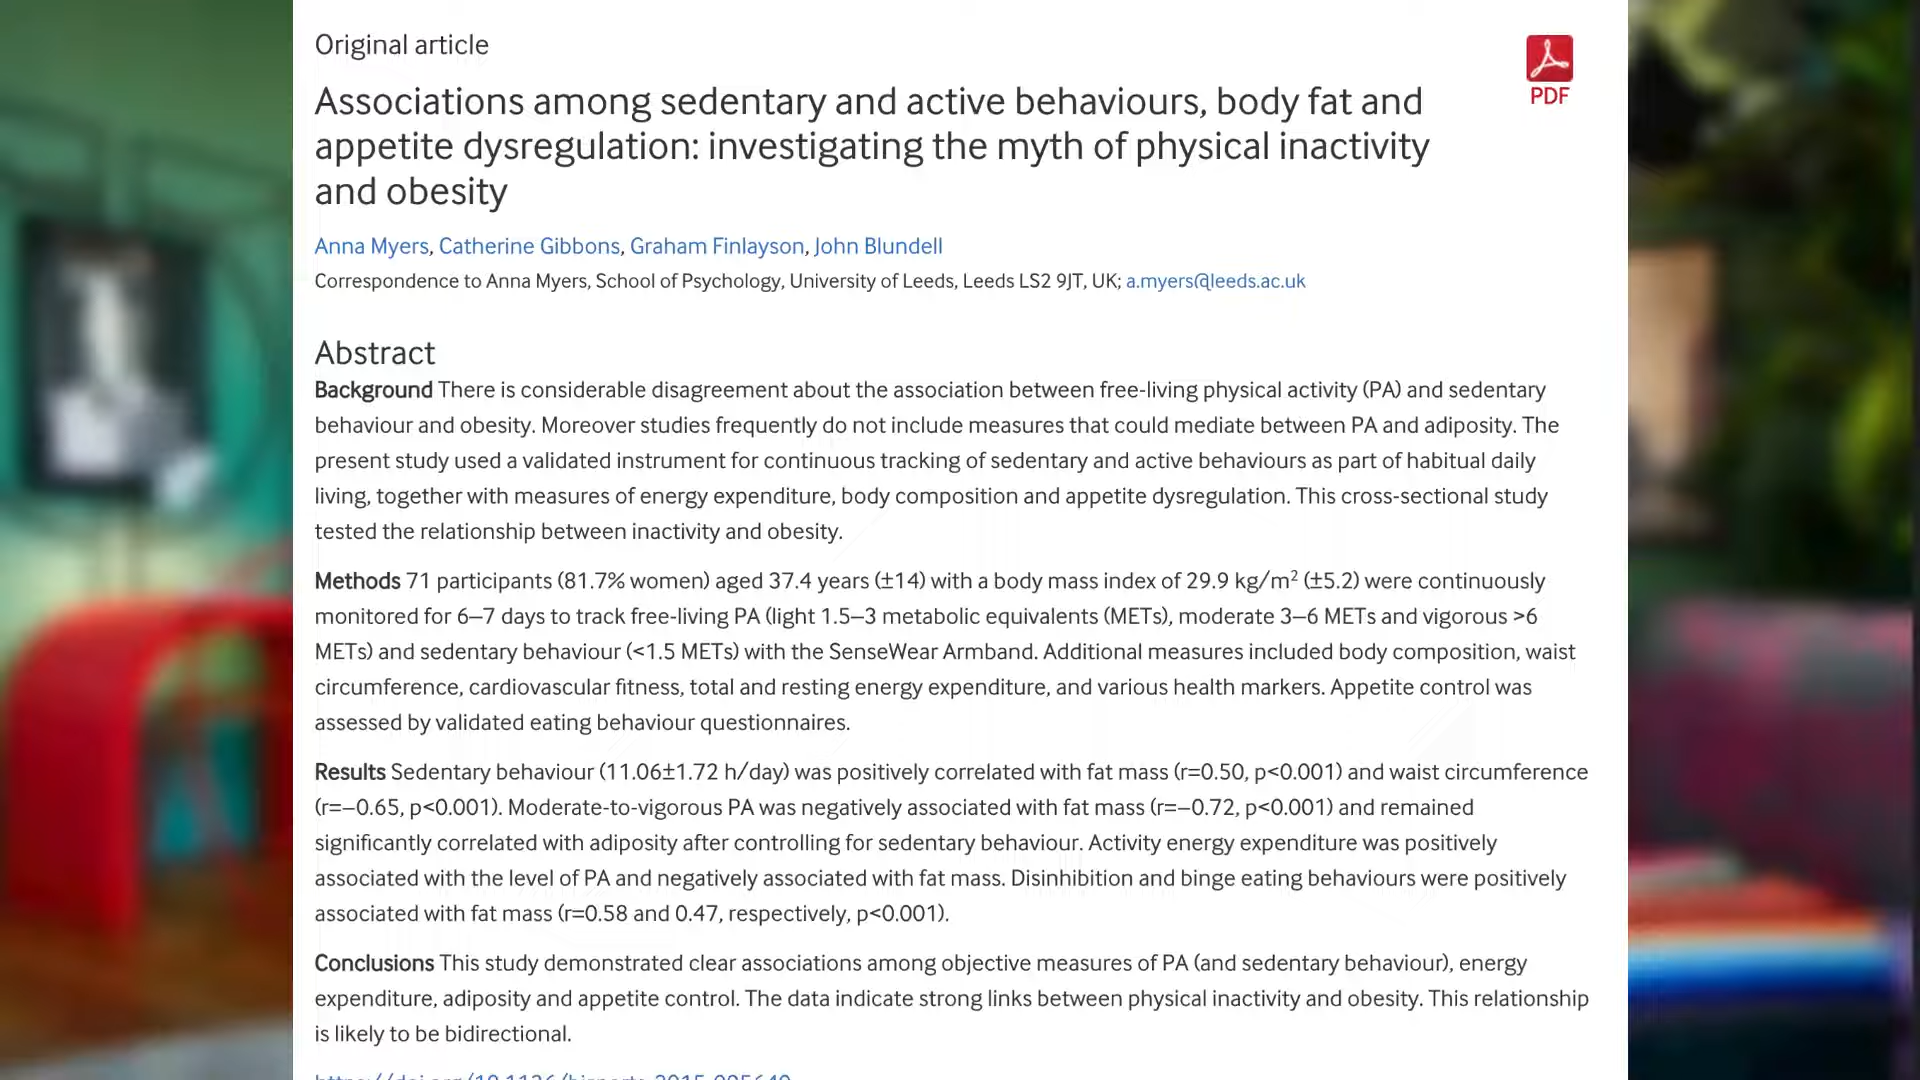 Original article
PDF
Associations among sedentary and active behaviours, body fat and
appetite dysregulation: investigating the myth of physical inactivity
and obesity
Anna Myers, Catherine Gibbons, Graham Finlayson, John Blundell
Correspondence to Anna Myers, School of Psychology, University of Leeds, Leeds LS2 9JT, UK; a.myers@leeds.ac.uk
Abstract
Background There is considerable disagreement about the association between free-living physical activity (PA) and sedentary
behaviour and obesity. Moreover studies frequently do not include measures that could mediate between PA and adiposity. The
present study used a validated instrument for continuous tracking of sedentary and active behaviours as part of habitual daily
living, together with measures of energy expenditure, body composition and appetite dysregulation. This cross-sectional study
tested the relationship between inactivity and obesity.
Methods 71 participants (81.7% women) aged 37.4 years (±14) with a body mass index of 29.9 kg/m² (±5.2) were continuously
monitored for 6–7 days to track free-living PA (light 1.5–3 metabolic equivalents (METs), moderate 3–6 METs and vigorous >6
METs) and sedentary behaviour (<1.5 METs) with the SenseWear Armband. Additional measures included body composition, waist
circumference, cardiovascular fitness, total and resting energy expenditure, and various health markers. Appetite control was
assessed by validated eating behaviour questionnaires.
Results Sedentary behaviour (11.06±1.72 h/day) was positively correlated with fat mass (r=0.50, p<0.001) and waist circumference
(r=−0.65, p<0.001). Moderate-to-vigorous PA was negatively associated with fat mass (r=−0.72, p<0.001) and remained
significantly correlated with adiposity after controlling for sedentary behaviour. Activity energy expenditure was positively
associated with the level of PA and negatively associated with fat mass. Disinhibition and binge eating behaviours were positively
associated with fat mass (r=0.58 and 0.47, respectively, p<0.001).
Conclusions This study demonstrated clear associations among objective measures of PA (and sedentary behaviour), energy
expenditure, adiposity and appetite control. The data indicate strong links between physical inactivity and obesity. This relationship
is likely to be bidirectional.